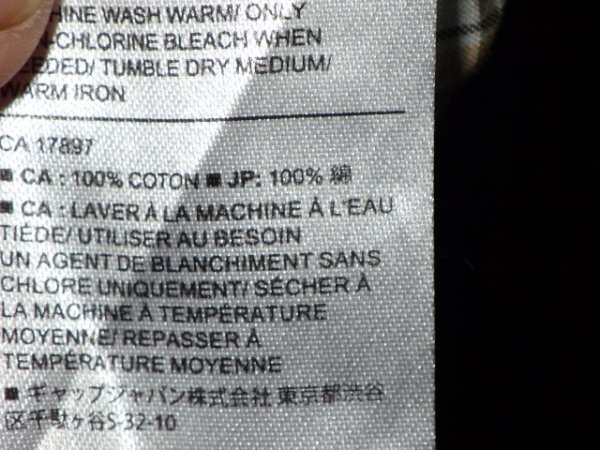 HINE WASH WARM/ ONLY
N-CHLORINE BLEACH WHEN
EEDED/ TUMBLE DRY MEDIUM/
WARM IRON
CA 17897
■ CA : 100% COTON ■ JP: 100% 綿
■ CA : LAVER À LA MACHINE À L'EAU
TIÈDE/ UTILISER AU BESOIN
UN AGENT DE BLANCHIMENT SANS
CHLORE UNIQUEMENT/ SÉCHER À
LA MACHINE À TEMPÉRATURE
MOYENNE/ REPASSER À
TEMPÉRATURE MOYENNE
■ ギャップジャパン株式会社 東京都渋谷
区千駄ヶ谷5-32-10